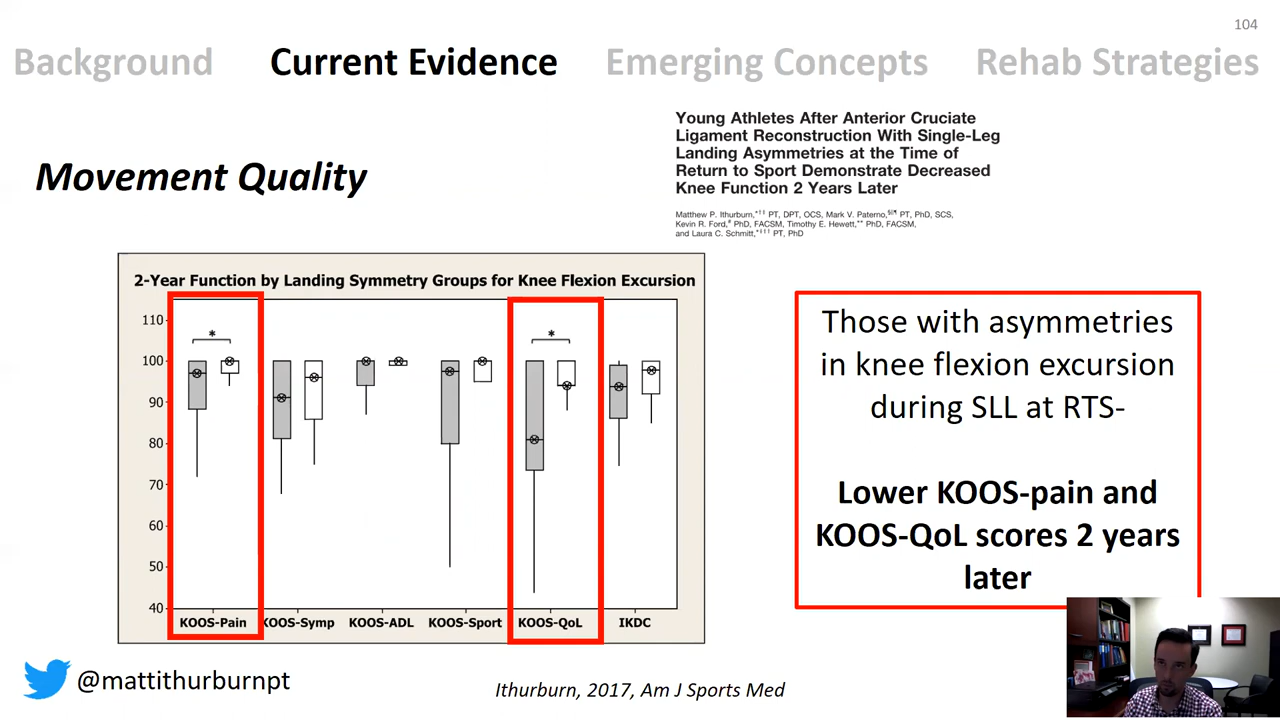 104
Background Current Evidence Emerging Concepts Rehab Strategies
Young Athletes After Anterior Cruciate
Ligament Reconstruction With Single-Leg
Landing Asymmetries at the Time of
Return to Sport Demonstrate Decreased
Knee Function 2 Years Later
Matthew P. Ithurburn,*†‡ PT, DPT, OCS, Mark V. Paterno,§||¶ PT, PhD, SCS,
Kevin R. Ford,# PhD, FACSM, Timothy E. Hewett,** PhD, FACSM,
and Laura C. Schmitt,*†‡ PT, PhD
Movement Quality
2-Year Function by Landing Symmetry Groups for Knee Flexion Excursion
110
100
90
80
70
60
50
40
* *
KOOS-Pain KOOS-Symp KOOS-ADL KOOS-Sport KOOS-QoL IKDC
Those with asymmetries
in knee flexion excursion
during SLL at RTS-
Lower KOOS-pain and
KOOS-QoL scores 2 years
later
@mattithurburnpt
Ithurburn, 2017, Am J Sports Med